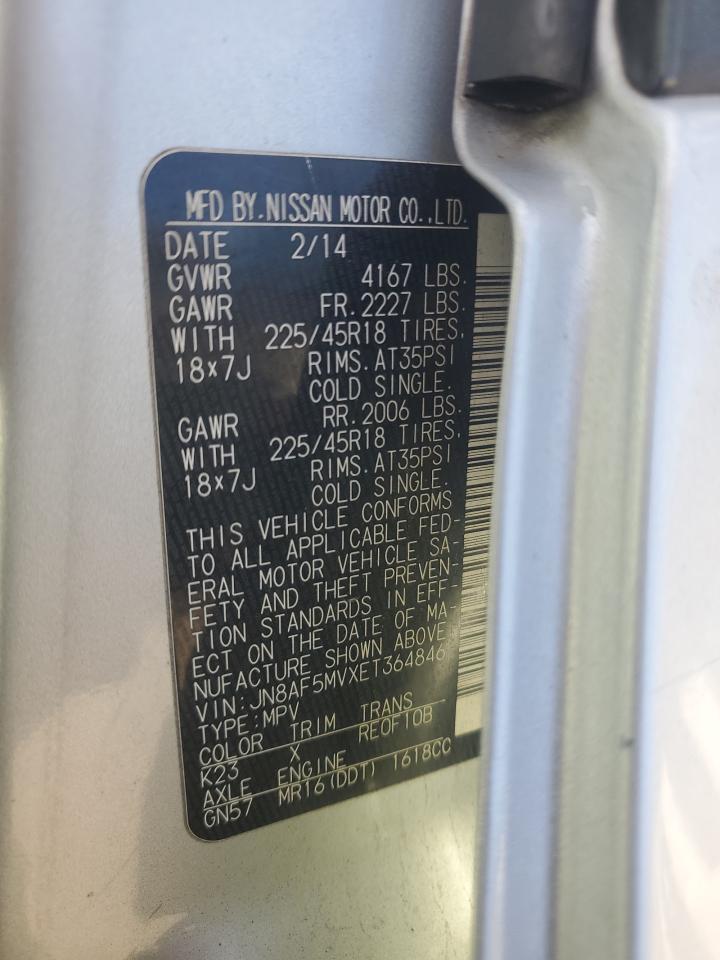 MFD BY.NISSAN MOTOR CO.,LTD.
DATE 2/14
GVWR 4167 LBS.
GAWR FR.2227 LBS.
WITH 225/45R18 TIRES,
18×7J RIMS.AT35PSI
COLD SINGLE.
GAWR RR.2006 LBS.
WITH 225/45R18 TIRES,
18×7J RIMS.AT35PSI
COLD SINGLE.
THIS VEHICLE CONFORMS
TO ALL APPLICABLE FED-
ERAL MOTOR VEHICLE SA-
FETY AND THEFT PREVEN-
TION STANDARDS IN EFF-
ECT ON THE DATE OF MA-
NUFACTURE SHOWN ABOVE
VIN:JN8AF5MVXET364846
TYPE:MPV
COLOR TRIM TRANS
K23 X RE0F10B
AXLE ENGINE
GN57 MR16(DDT) 1618CC